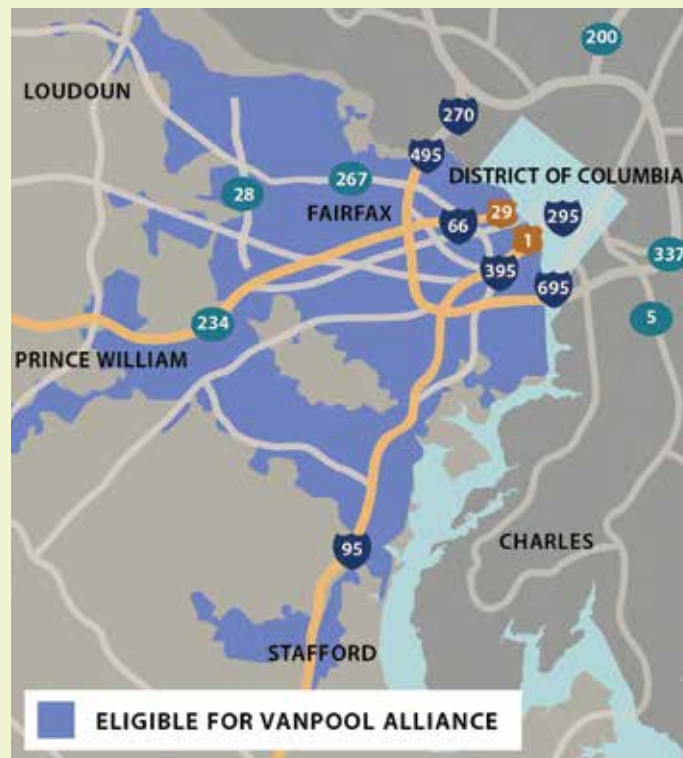 200
LOUDOUN
270
495
DISTRICT OF COLUMBIA
267
28
FAIRFAX
29
295
66
1
337
395
695
234
5
PRINCE WILLIAM
95
CHARLES
STAFFORD
ELIGIBLE FOR VANPOOL ALLIANCE